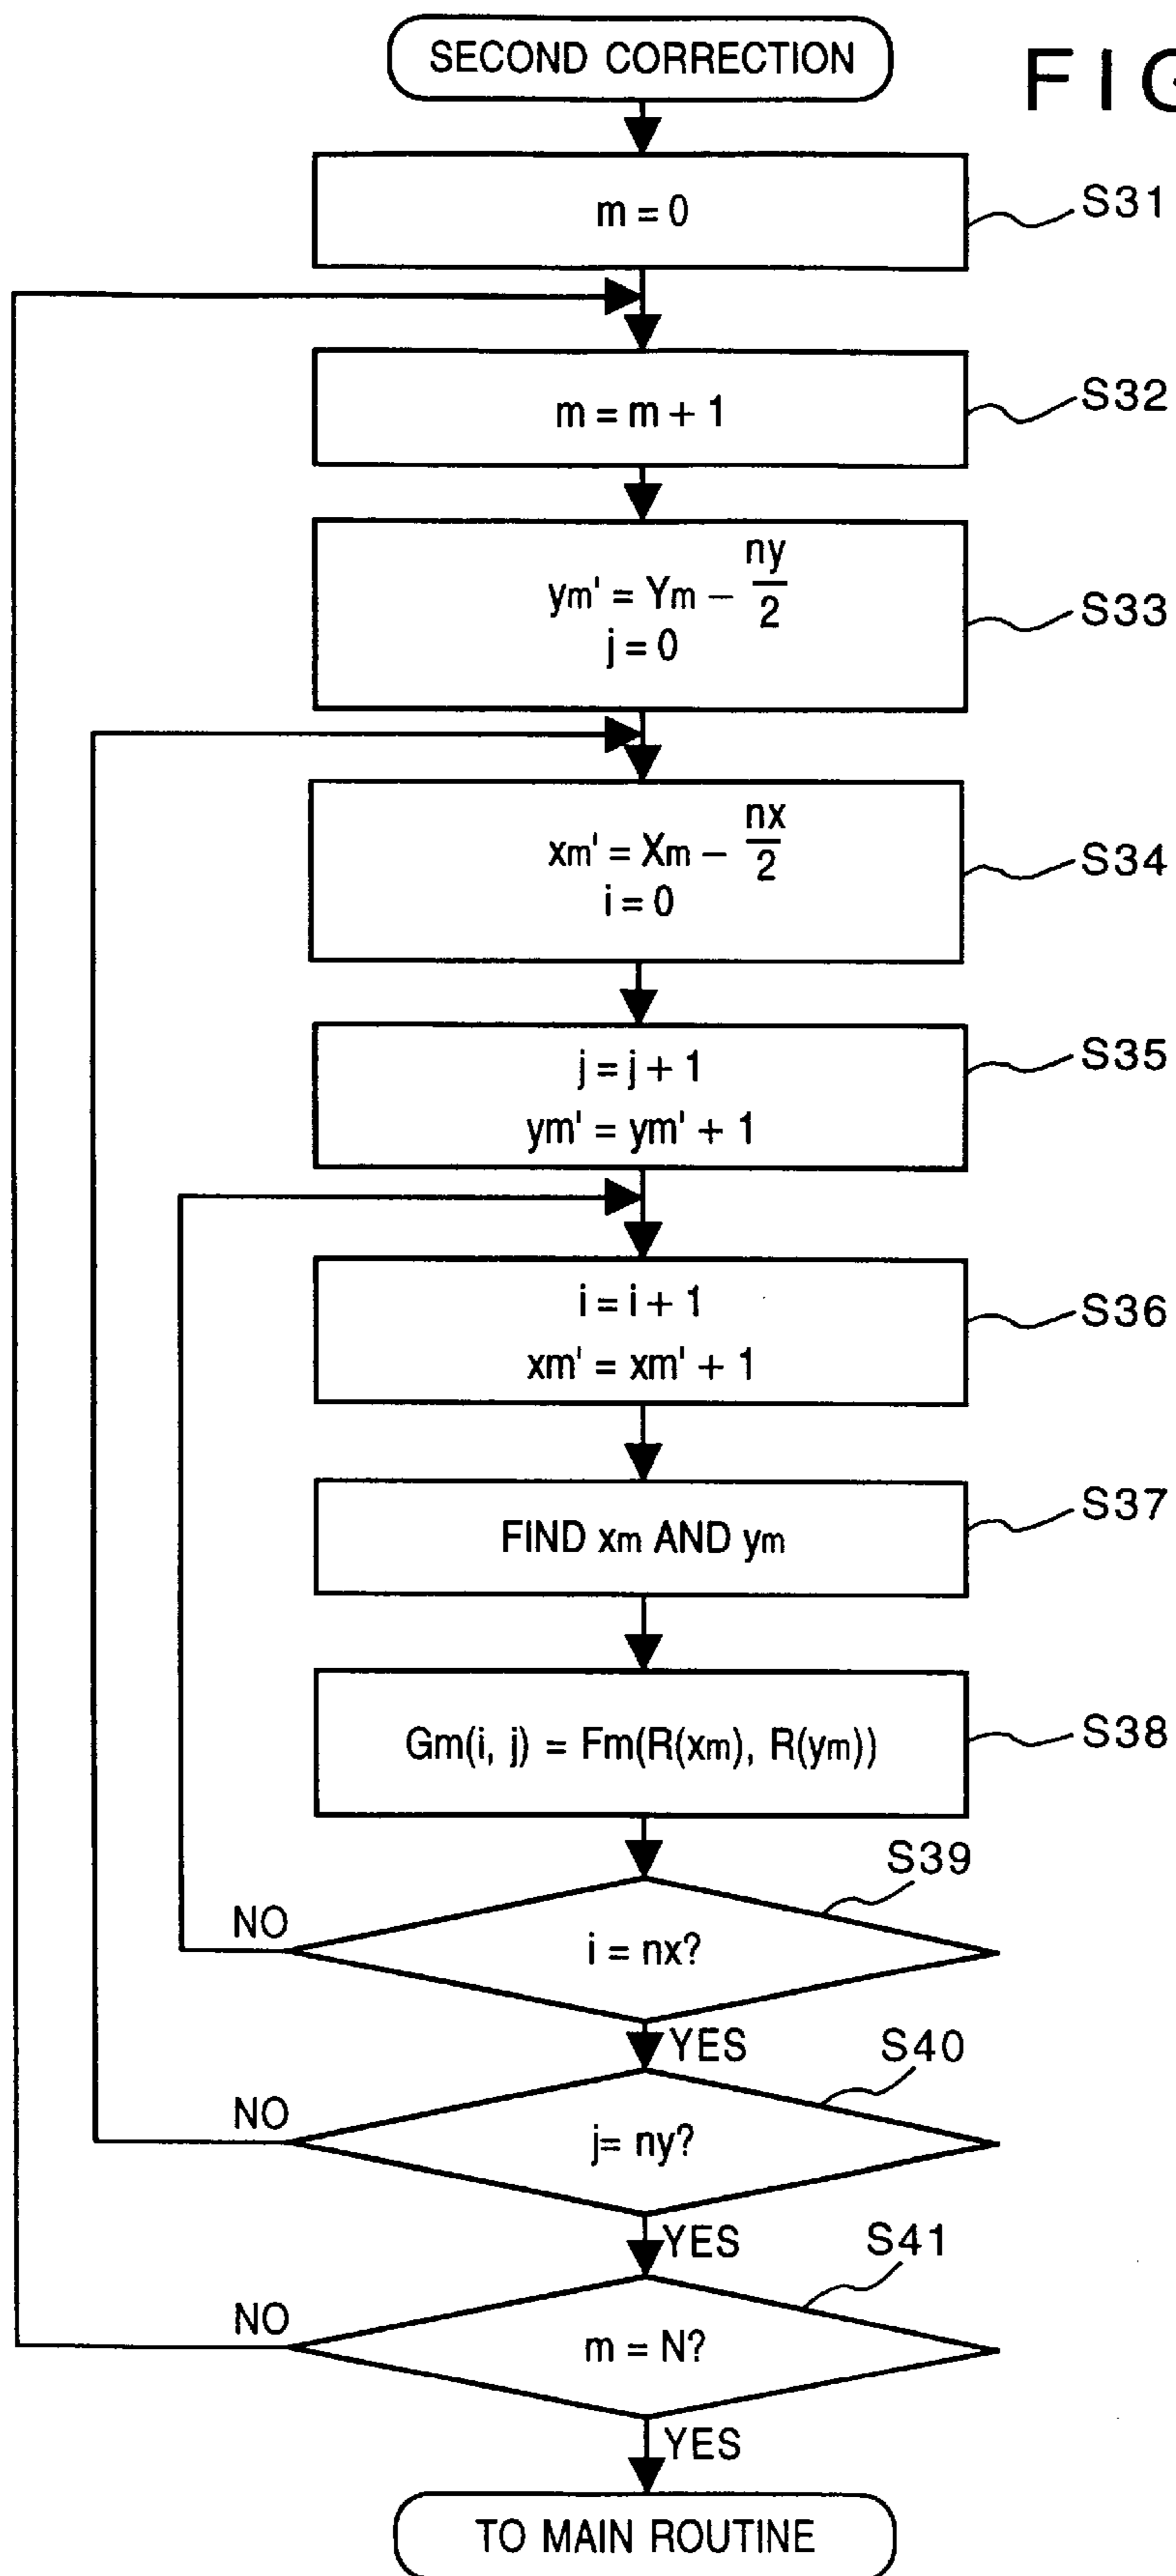 SECOND CORRECTION
FIG
m = 0
S31
m = m + 1
S32
ym' = Ym – ny/2
j = 0
S33
xm' = Xm – nx/2
i = 0
S34
j = j + 1
S35
ym' = ym' + 1
i = i + 1
S36
xm' = xm' + 1
FIND xm AND ym
S37
Gm(i, j) = Fm(R(xm), R(ym))
S38
S39
NO
i = nx?
YES
S40
NO
j= ny?
YES
S41
NO
m = N?
YES
TO MAIN ROUTINE